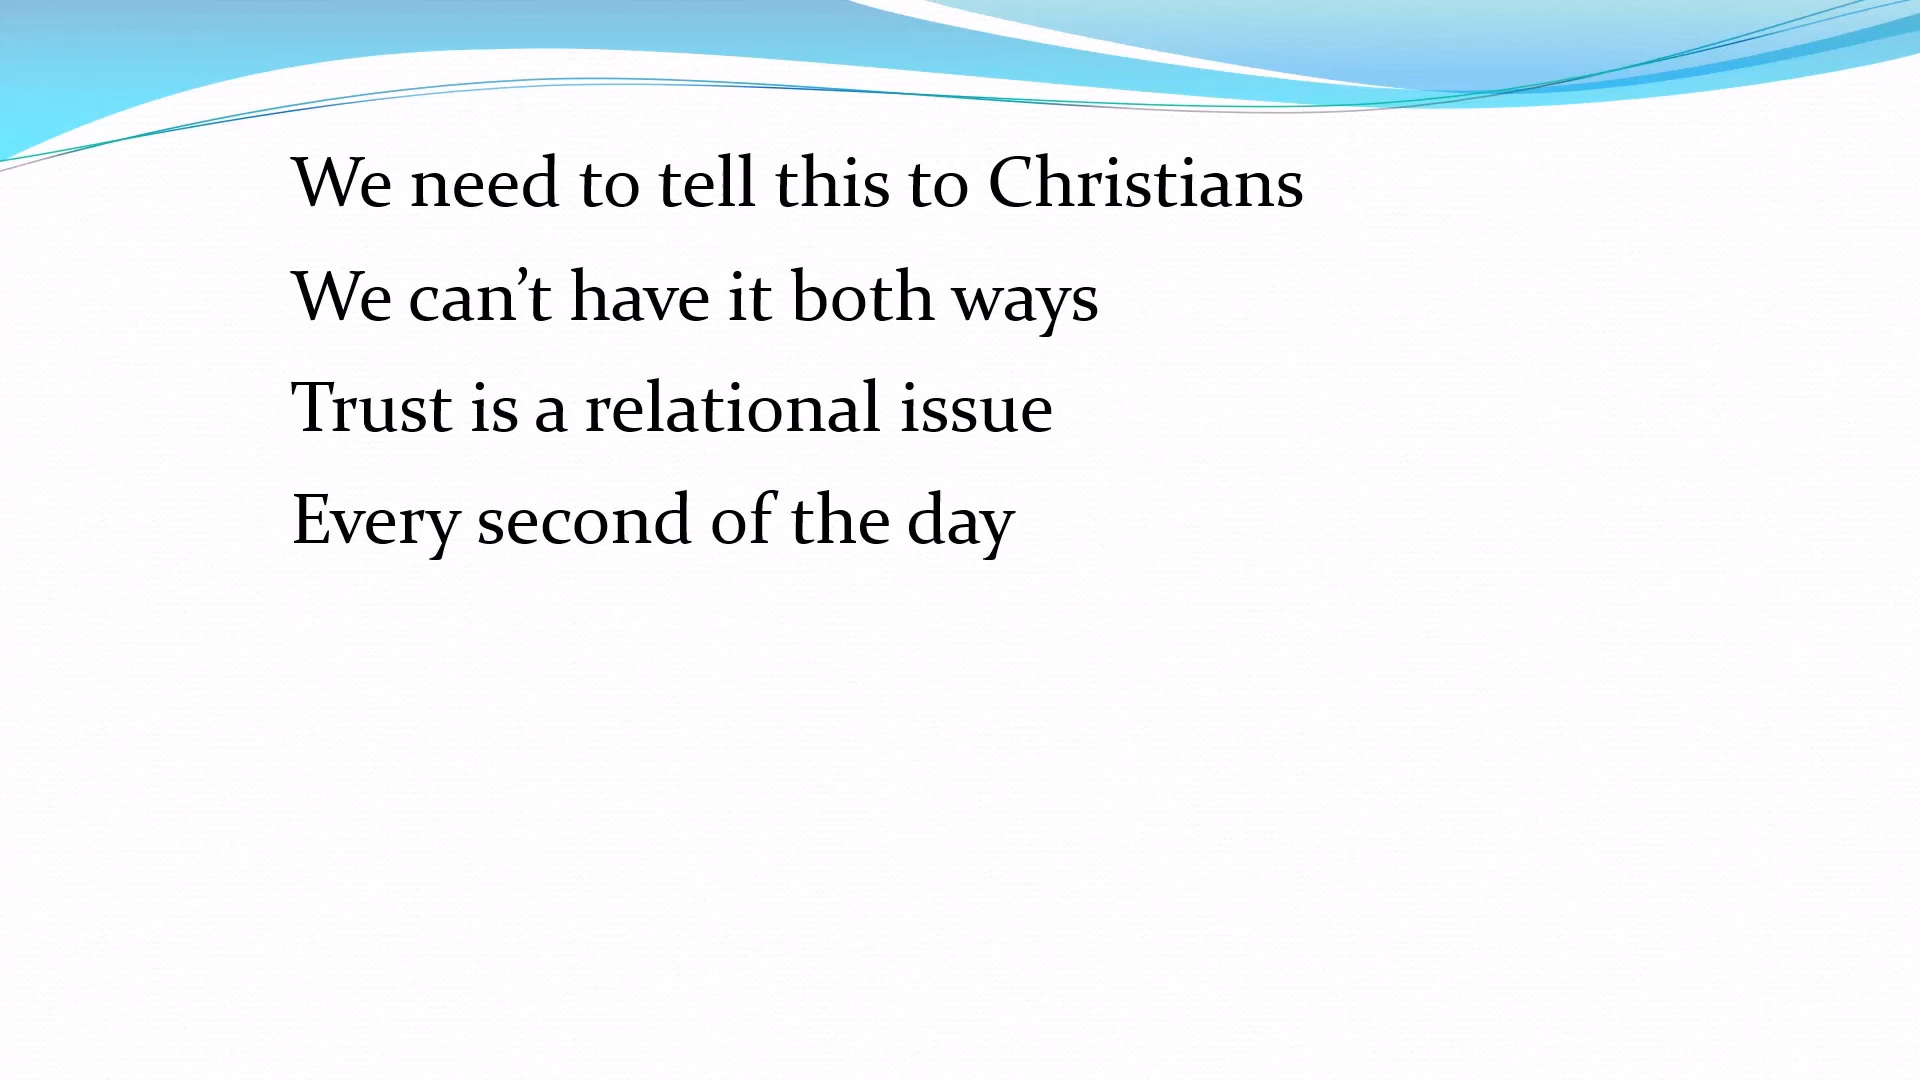 We need to tell this to Christians
We can’t have it both ways
Trust is a relational issue
Every second of the day